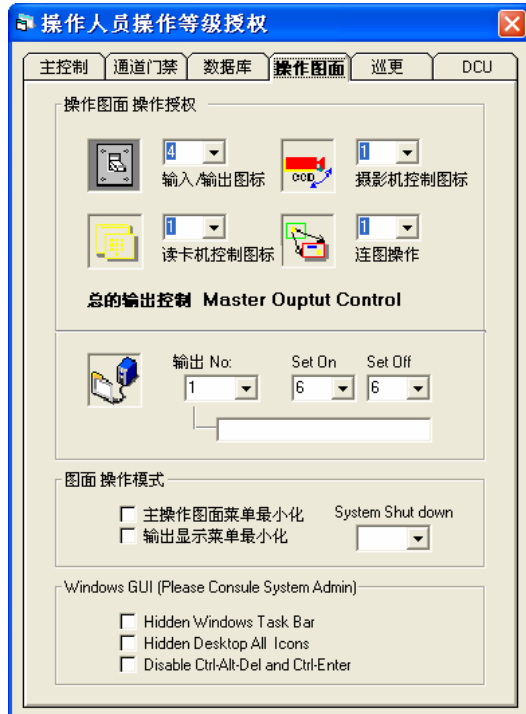 操作人员操作等级授权
主控制 通道门禁 数据库 操作图面 巡更 DCU
操作图面 操作授权
4 1
输入/输出图标 CCD 摄影机控制图标
1 1
读卡机控制图标 连图操作
总的输出控制 Master Ouptut Control
输出 No: Set On Set Off
1 6 6
图面 操作模式
主操作图面菜单最小化 System Shut down
输出显示菜单最小化
Windows GUI (Please Consule System Admin)
Hidden Windows Task Bar
Hidden Desktop All Icons
Disable Ctrl-Alt-Del and Ctrl-Enter